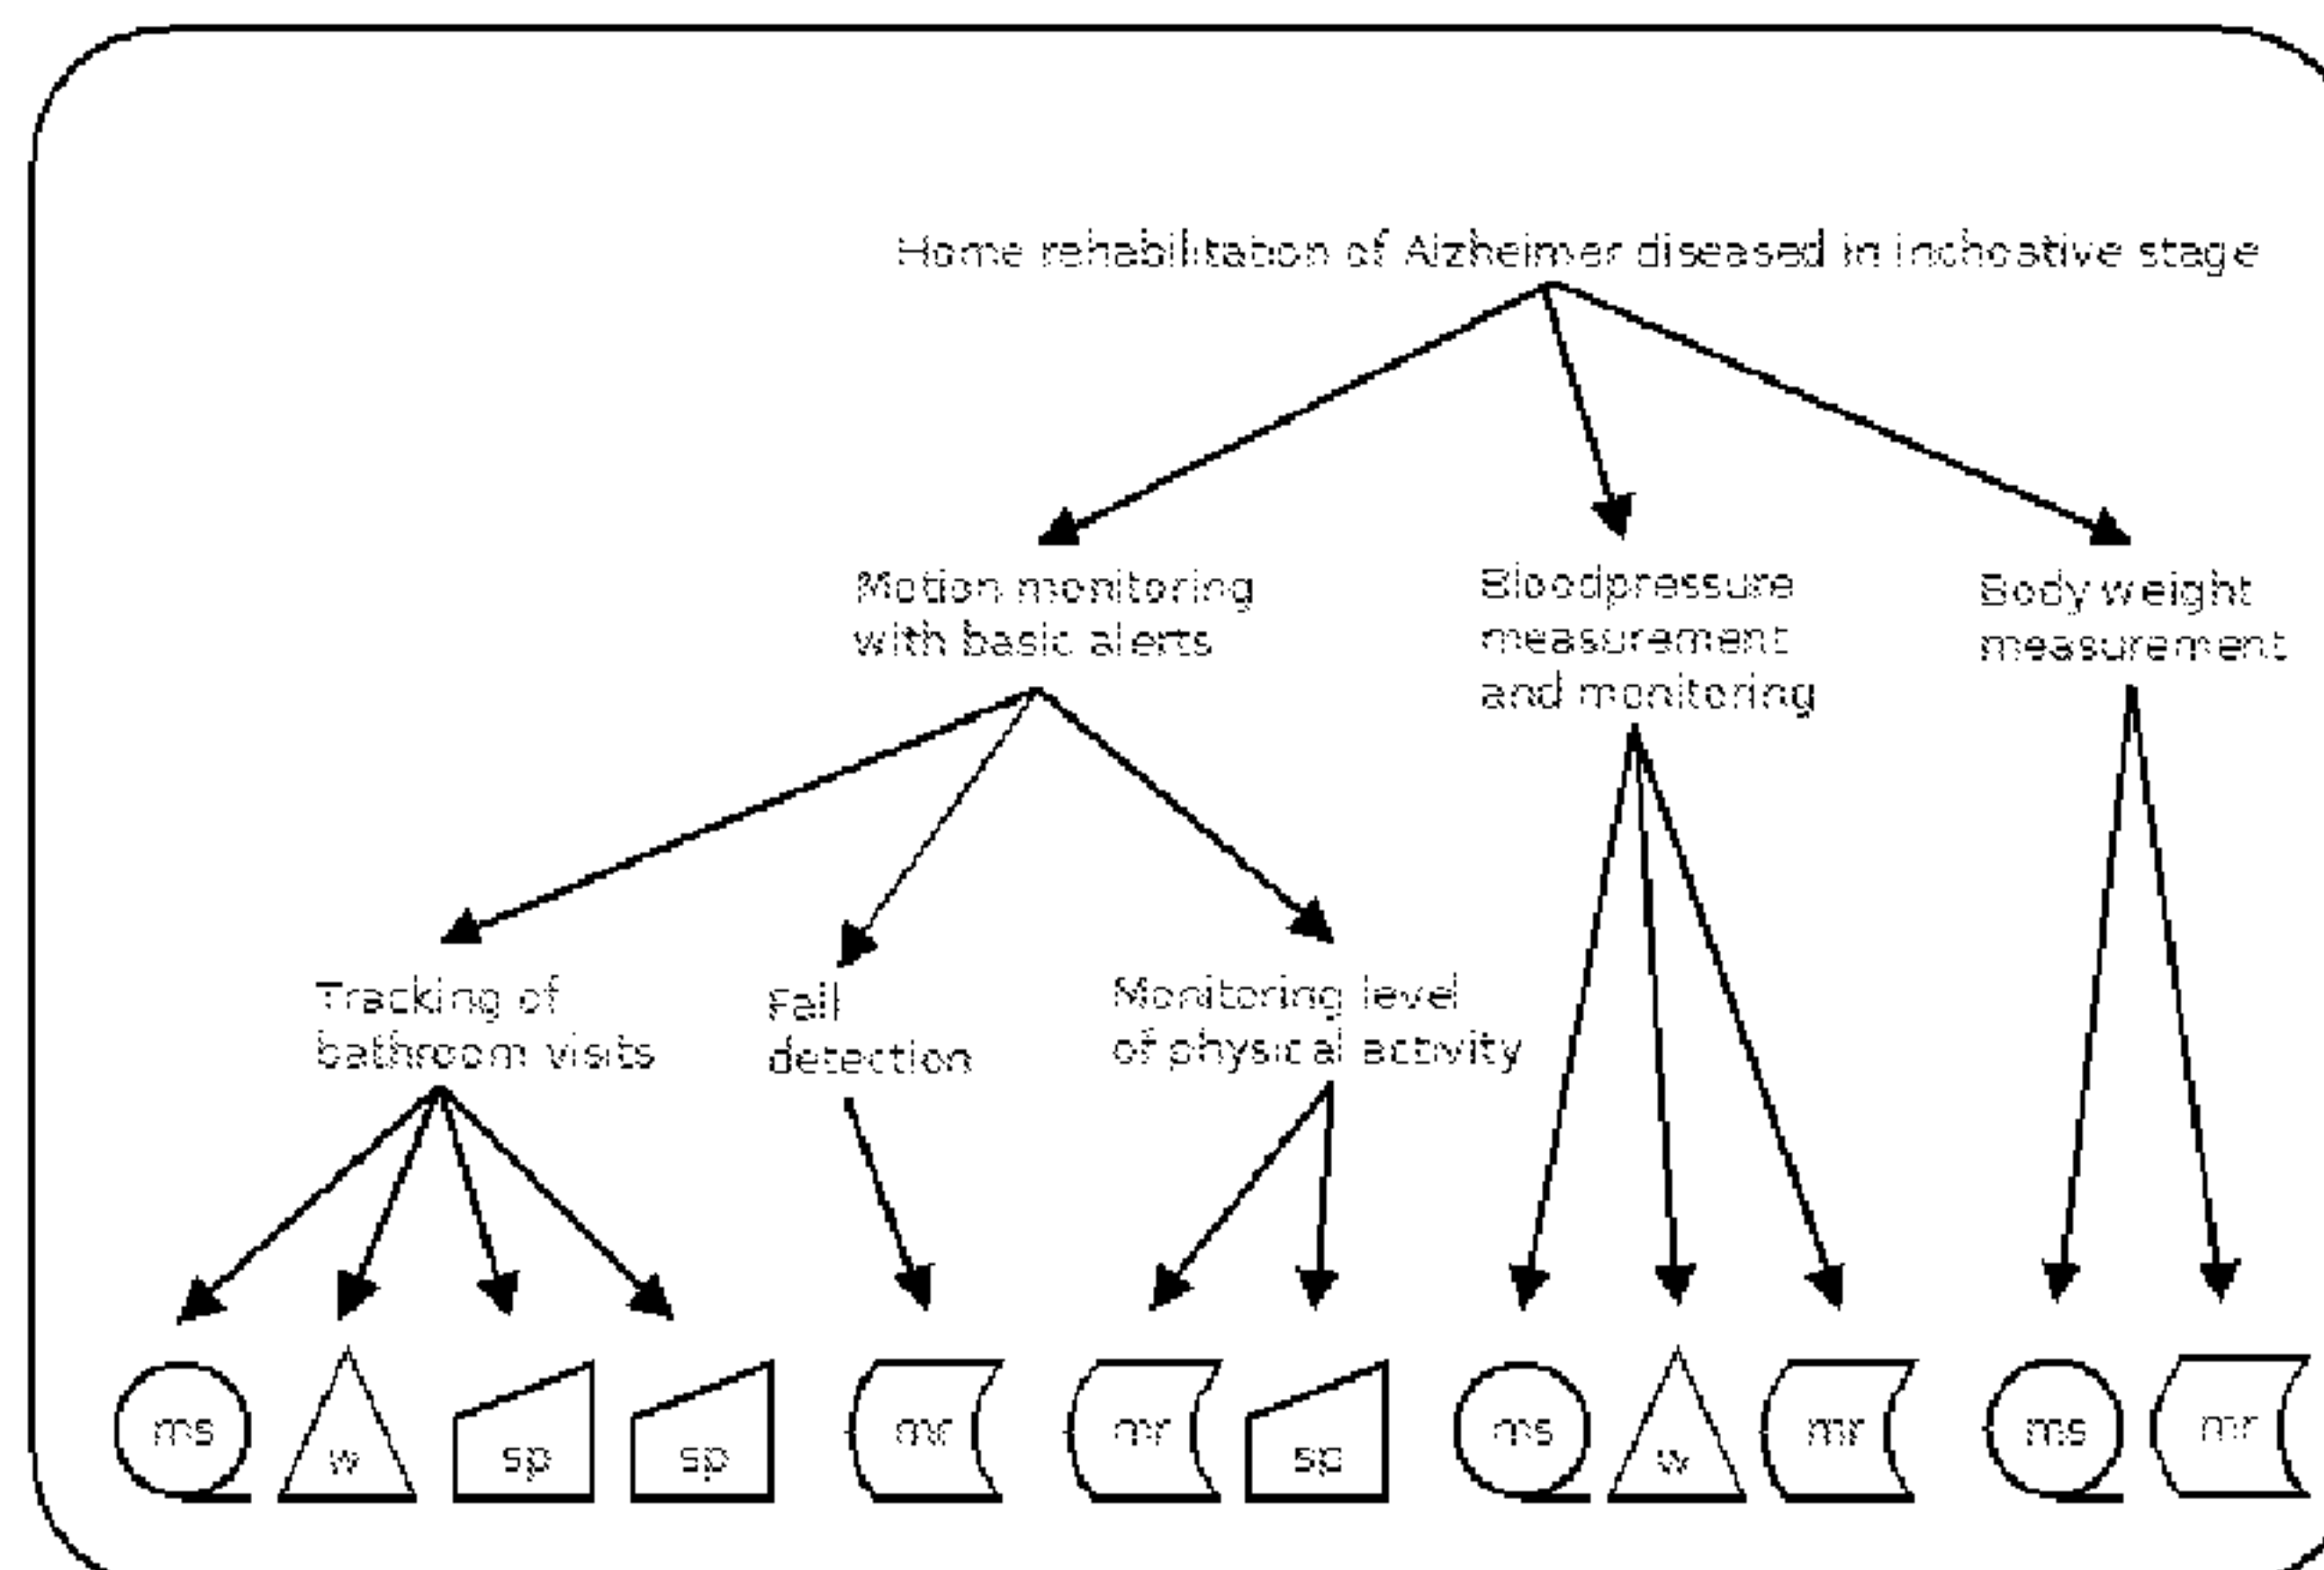 Home rehabilitation of Alzheimer diseased in inchoative stage
Motion monitoring
with basic alerts
Bloodpressure
measurement
and monitoring
Body weight
measurement
Tracking of
bathroom visits
Fall
detection
Monitoring level
of physical activity
ms
w
sp
sp
mr
mr
sp
ms
w
mr
ms
mr